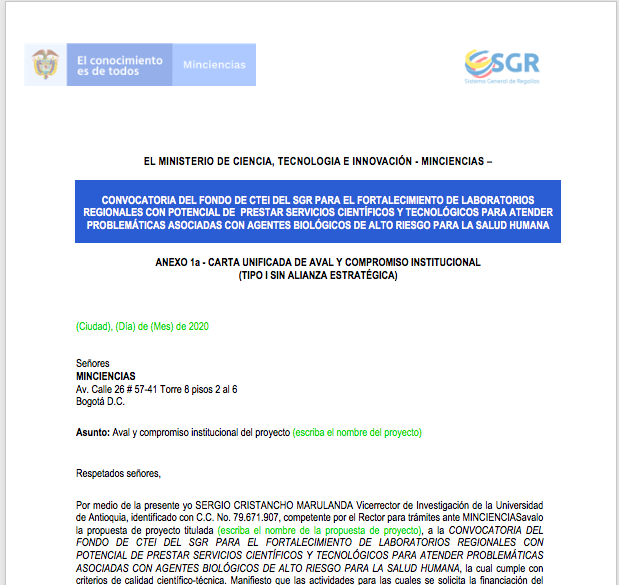 El conocimiento
es de todos
Minciencias
SGR
Sistema General de Regalías
EL MINISTERIO DE CIENCIA, TECNOLOGIA E INNOVACIÓN - MINCIENCIAS –
CONVOCATORIA DEL FONDO DE CTEI DEL SGR PARA EL FORTALECIMIENTO DE LABORATORIOS
REGIONALES CON POTENCIAL DE PRESTAR SERVICIOS CIENTÍFICOS Y TECNOLÓGICOS PARA ATENDER
PROBLEMÁTICAS ASOCIADAS CON AGENTES BIOLÓGICOS DE ALTO RIESGO PARA LA SALUD HUMANA
ANEXO 1a - CARTA UNIFICADA DE AVAL Y COMPROMISO INSTITUCIONAL
(TIPO I SIN ALIANZA ESTRATÉGICA)
(Ciudad), (Día) de (Mes) de 2020
Señores
MINCIENCIAS
Av. Calle 26 # 57-41 Torre 8 pisos 2 al 6
Bogotá D.C.
Asunto: Aval y compromiso institucional del proyecto (escriba el nombre del proyecto)
Respetados señores,
Por medio de la presente yo SERGIO CRISTANCHO MARULANDA Vicerrector de Investigación de la Universidad
de Antioquia, identificado con C.C. No. 79.671.907, competente por el Rector para trámites ante MINCIENCIASavalo
la propuesta de proyecto titulada (escriba el nombre de la propuesta de proyecto), a la CONVOCATORIA DEL
FONDO DE CTEI DEL SGR PARA EL FORTALECIMIENTO DE LABORATORIOS REGIONALES CON
POTENCIAL DE PRESTAR SERVICIOS CIENTÍFICOS Y TECNOLÓGICOS PARA ATENDER PROBLEMÁTICAS
ASOCIADAS CON AGENTES BIOLÓGICOS DE ALTO RIESGO PARA LA SALUD HUMANA, la cual cumple con
criterios de calidad científico-técnica. Manifiesto que las actividades para las cuales se solicita la financiación del